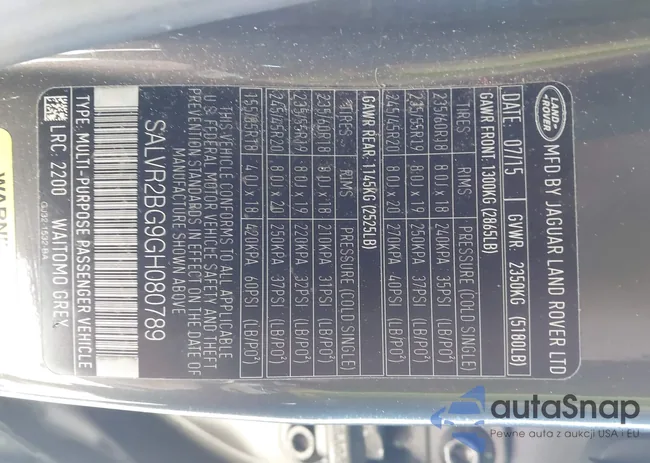 LAND ROVER
MFD BY JAGUAR LAND ROVER LTD
DATE: 07/15 GVWR: 2350KG (5180LB)
GAWR FRONT: 1300KG (2865LB)
TIRES RIMS PRESSURE (COLD SINGLE)
235/60R18 8.0J x 18 240KPA 35PSI (LB/PO²)
235/55R19 8.0J x 19 250KPA 37PSI (LB/PO²)
245/45R20 8.0J x 20 270KPA 40PSI (LB/PO²)
GAWR REAR: 1145KG (2525LB)
TIRES RIMS PRESSURE (COLD SINGLE)
235/60R18 8.0J x 18 210KPA 31PSI (LB/PO²)
8.0J x 19 220KPA 32PSI (LB/PO²)
245/45R20 8.0J x 20 250KPA 37PSI (LB/PO²)
155/85R18 4.0J x 18 420KPA 60PSI (LB/PO²)
THIS VEHICLE CONFORMS TO ALL APPLICABLE
U.S. FEDERAL MOTOR VEHICLE SAFETY AND THEFT
PREVENTION STANDARDS IN EFFECT ON THE DATE OF
MANUFACTURE SHOWN ABOVE
SALVR2BG9GH080789
TYPE: MULTI-PURPOSE PASSENGER VEHICLE
LRC: 2200 WAITOMO GREY
WARN
autaSnap
Pewne auta z aukcji USA i EU